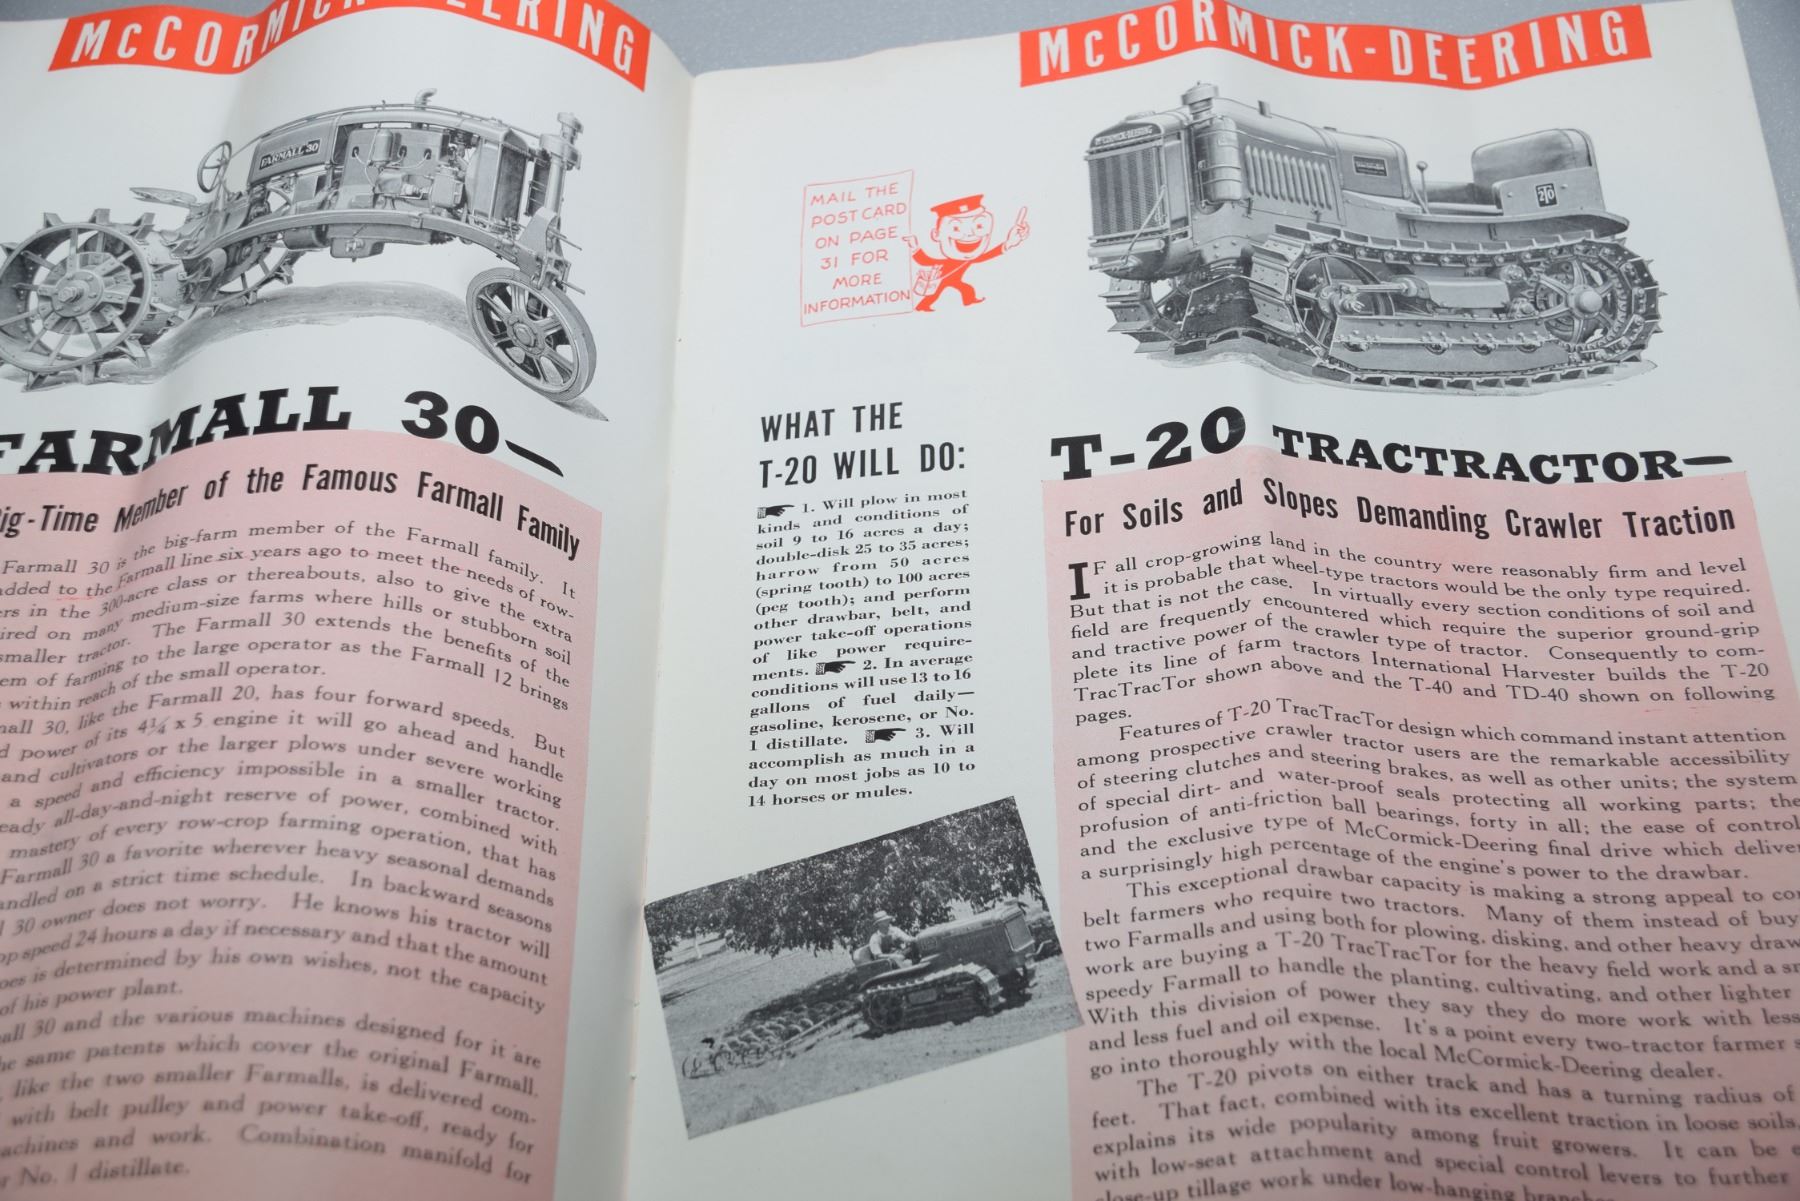 McCORMICK-DEERING
FARMALL 30
FARMALL 30—
Big-Time Member of the Famous Farmall Family
Farmall 30 is the big-farm member of the Farmall family. It
added to the Farmall line six years ago to meet the needs of row-
ers in the 300-acre class or thereabouts, also to give the extra
ired on many medium-size farms where hills or stubborn soil
smaller tractor. The Farmall 30 extends the benefits of the
em of farming to the large operator as the Farmall 12 brings
within reach of the small operator.
mall 30, like the Farmall 20, has four forward speeds. But
d power of its 4¼ x 5 engine it will go ahead and handle
and cultivators or the larger plows under severe working
a speed and efficiency impossible in a smaller tractor.
eady all-day-and-night reserve of power, combined with
mastery of every row-crop farming operation, that has
Farmall 30 a favorite wherever heavy seasonal demands
andled on a strict time schedule. In backward seasons
l 30 owner does not worry. He knows his tractor will
op speed 24 hours a day if necessary and that the amount
oes is determined by his own wishes, not the capacity
of his power plant.
all 30 and the various machines designed for it are
he same patents which cover the original Farmall.
like the two smaller Farmalls, is delivered com-
with belt pulley and power take-off, ready for
achines and work. Combination manifold for
r No. 1 distillate.
MAIL THE
POST CARD
ON PAGE
31 FOR
MORE
INFORMATION
WHAT THE
T-20 WILL DO:
1. Will plow in most
kinds and conditions of
soil 9 to 16 acres a day;
double-disk 25 to 35 acres;
harrow from 50 acres
(spring tooth) to 100 acres
(peg tooth); and perform
other drawbar, belt, and
power take-off operations
of like power require-
ments. 2. In average
conditions will use 13 to 16
gallons of fuel daily—
gasoline, kerosene, or No.
1 distillate. 3. Will
accomplish as much in a
day on most jobs as 10 to
14 horses or mules.
McCORMICK-DEERING
McCORMICK-DEERING
T20
T-20 TRACTRACTOR—
For Soils and Slopes Demanding Crawler Traction
IF all crop-growing land in the country were reasonably firm and level
it is probable that wheel-type tractors would be the only type required.
But that is not the case. In virtually every section conditions of soil and
field are frequently encountered which require the superior ground-grip
and tractive power of the crawler type of tractor. Consequently to com-
plete its line of farm tractors International Harvester builds the T-20
TracTracTor shown above and the T-40 and TD-40 shown on following
pages.
Features of T-20 TracTracTor design which command instant attention
among prospective crawler tractor users are the remarkable accessibility
of steering clutches and steering brakes, as well as other units; the system
of special dirt- and water-proof seals protecting all working parts; the
profusion of anti-friction ball bearings, forty in all; the ease of control
and the exclusive type of McCormick-Deering final drive which deliver
a surprisingly high percentage of the engine's power to the drawbar.
This exceptional drawbar capacity is making a strong appeal to cor
belt farmers who require two tractors. Many of them instead of buy
two Farmalls and using both for plowing, disking, and other heavy draw
work are buying a T-20 TracTracTor for the heavy field work and a sm
speedy Farmall to handle the planting, cultivating, and other lighter
With this division of power they say they do more work with less
and less fuel and oil expense. It's a point every two-tractor farmer s
go into thoroughly with the local McCormick-Deering dealer.
The T-20 pivots on either track and has a turning radius of
feet. That fact, combined with its excellent traction in loose soils,
explains its wide popularity among fruit growers. It can be e
with low-seat attachment and special control levers to further
close-up tillage work under low-hanging branches